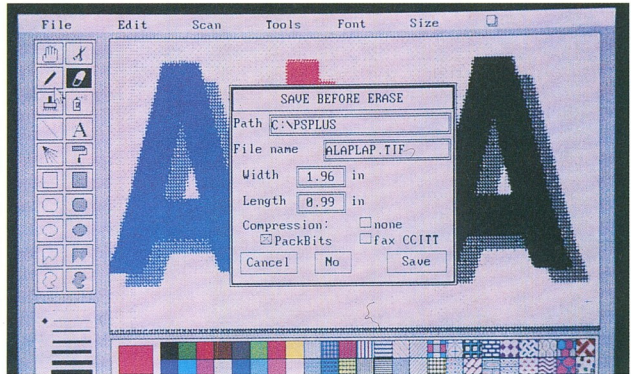 File Edit Scan Tools Font Size
A
A A
SAVE BEFORE ERASE
Path C:\PSPLUS
File name ALAPLAP.TIF
Width 1.96 in
Length 0.99 in
Compression: none
PackBits fax CCITT
Cancel No Save